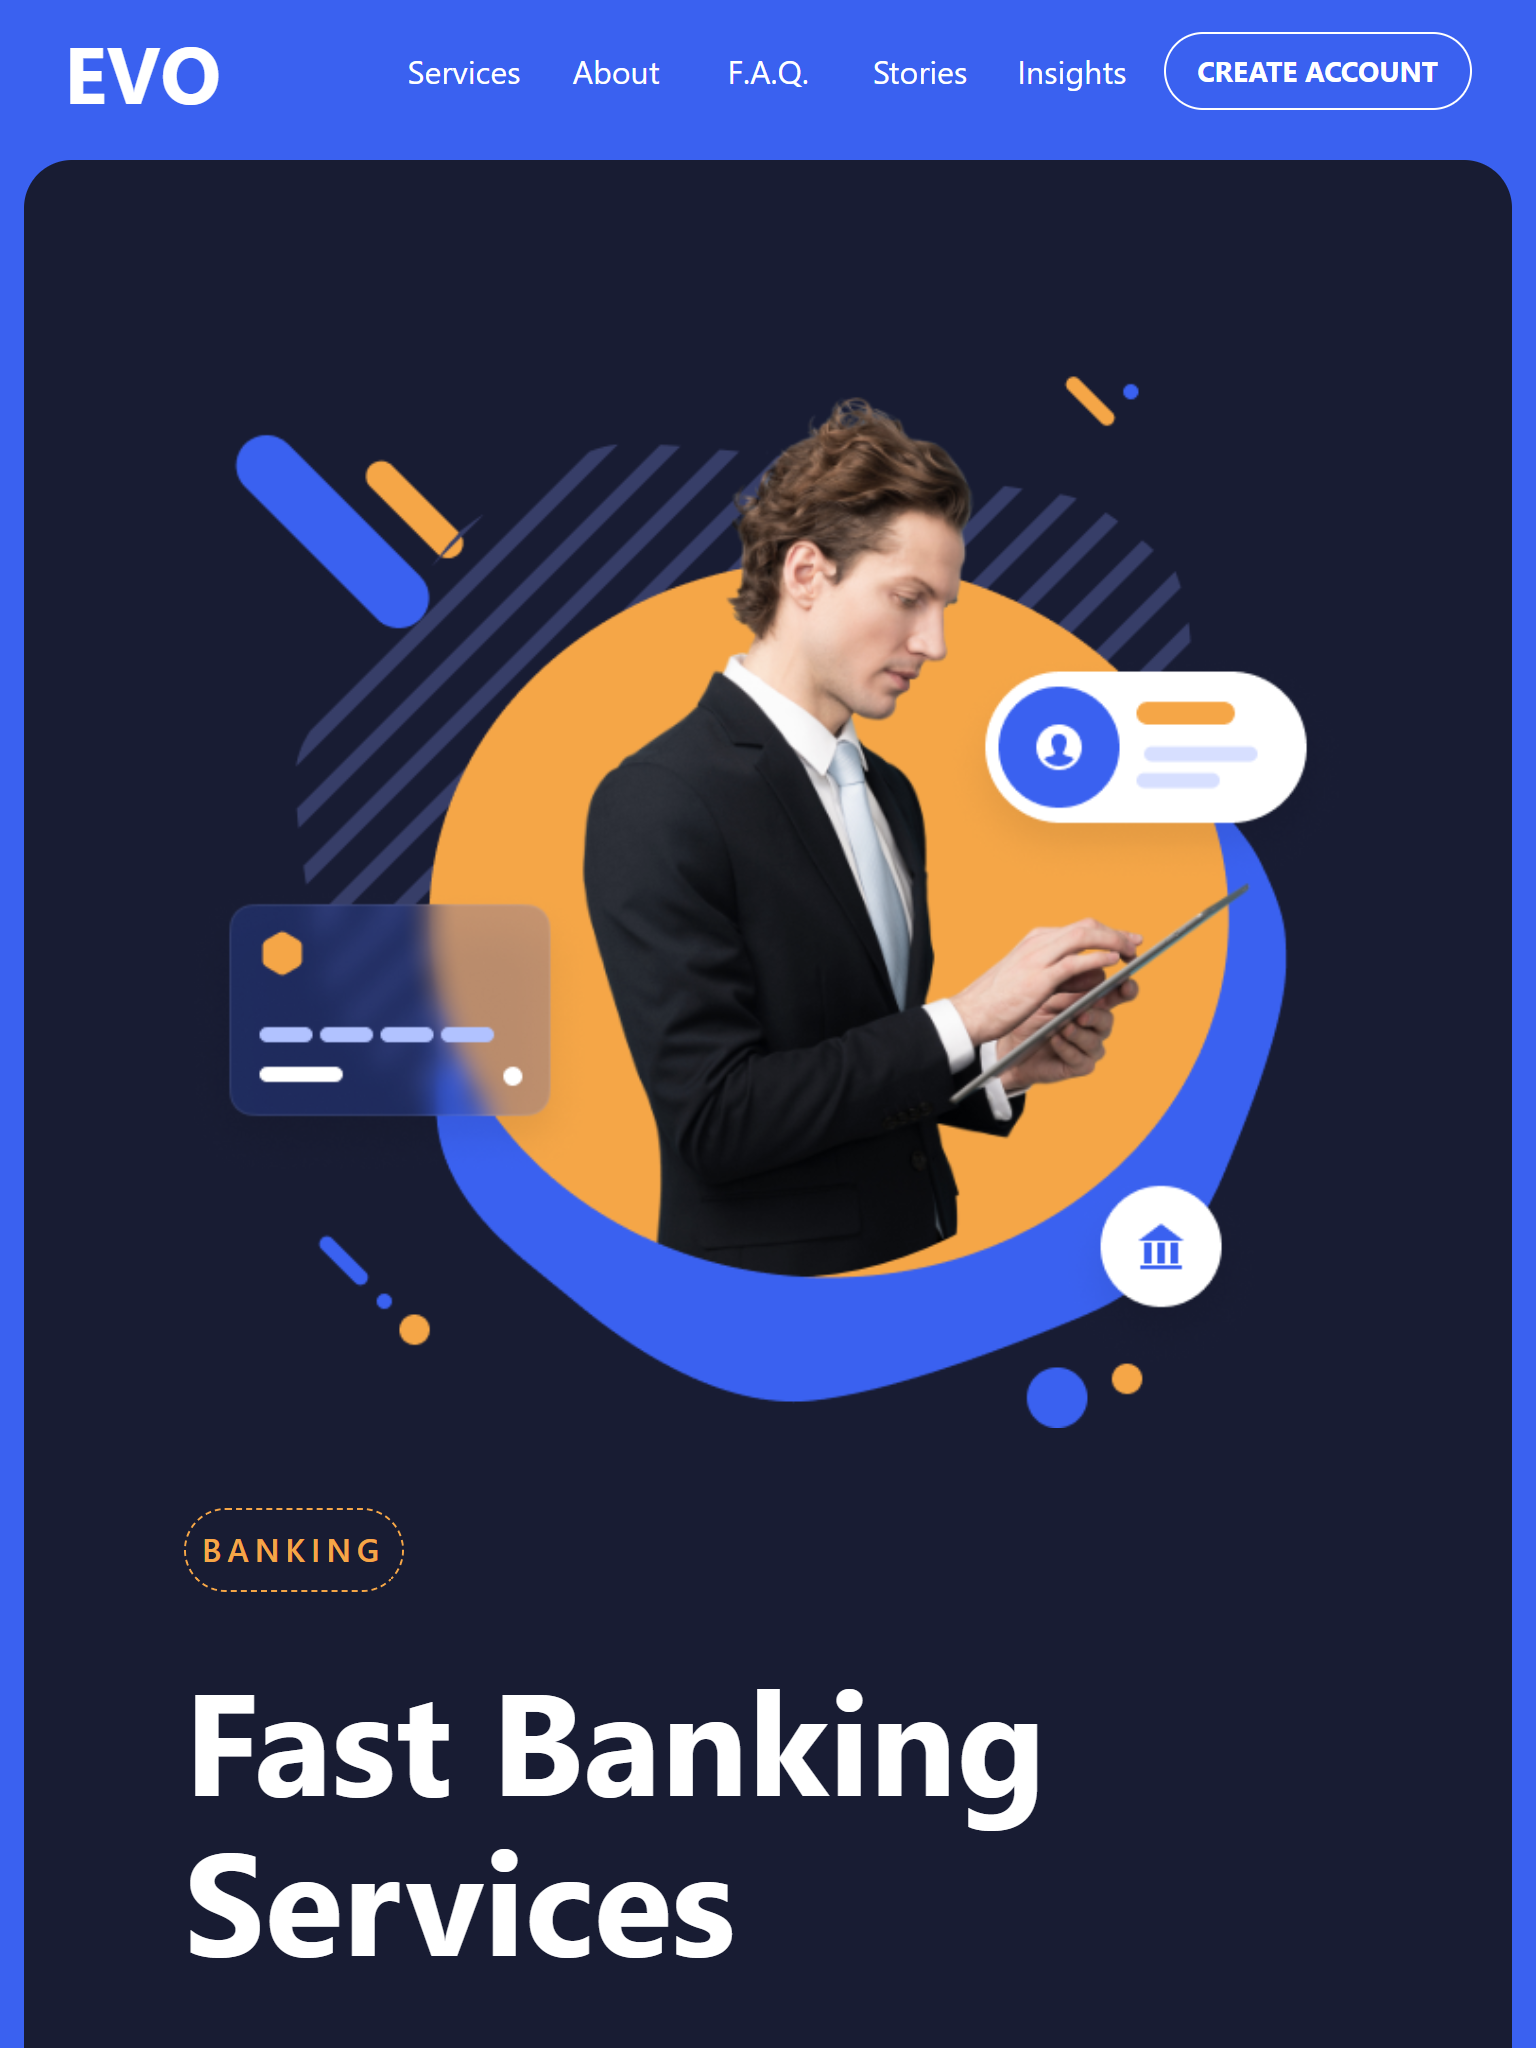 EVO
Services About F.A.Q. Stories Insights CREATE ACCOUNT
BANKING
Fast Banking
Services